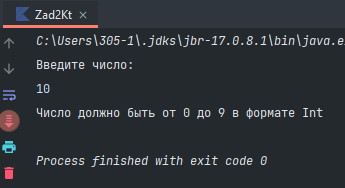 Zad2Kt
C:\Users\305-1\.jdks\jbr-17.0.8.1\bin\java.e
Введите число:
10
Число должно быть от 0 до 9 в формате Int
Process finished with exit code 0